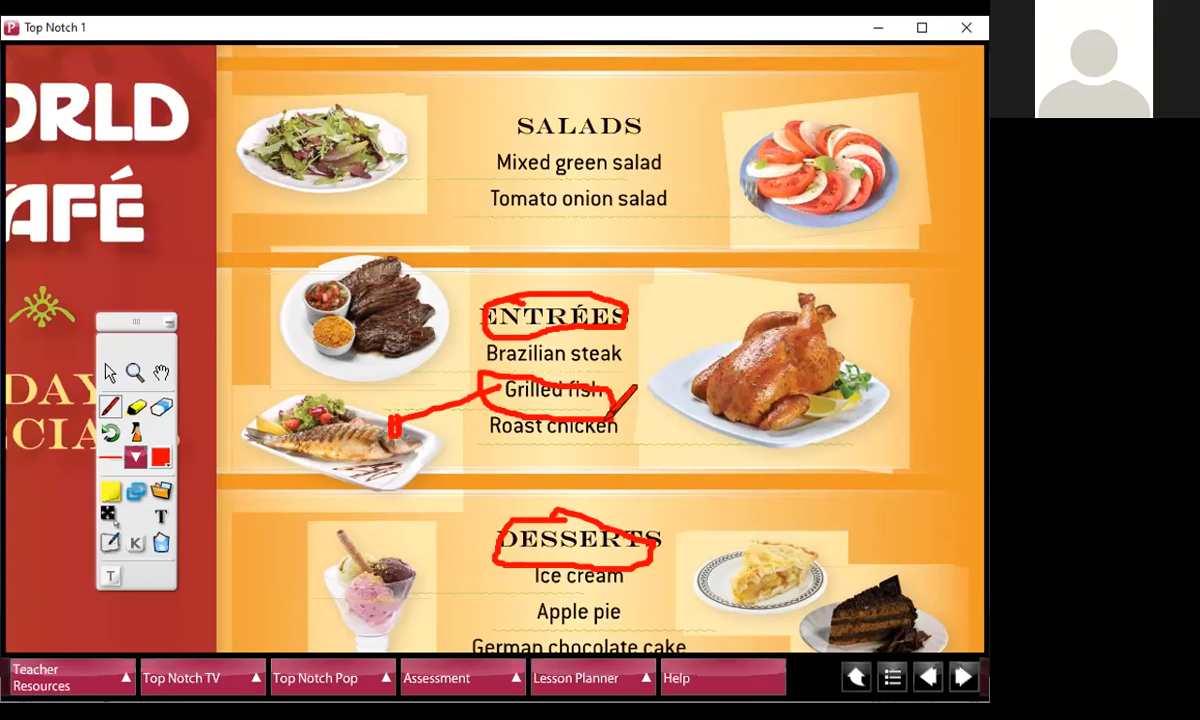 Top Notch 1
ORLD
AFÉ
DAY
CIA
SALADS
Mixed green salad
Tomato onion salad
ENTRÉES
Brazilian steak
Grilled fish
Roast chicken
DESSERTS
Ice cream
Apple pie
German chocolate cake
T
K
T
Teacher
Resources
Top Notch TV
Top Notch Pop
Assessment
Lesson Planner
Help